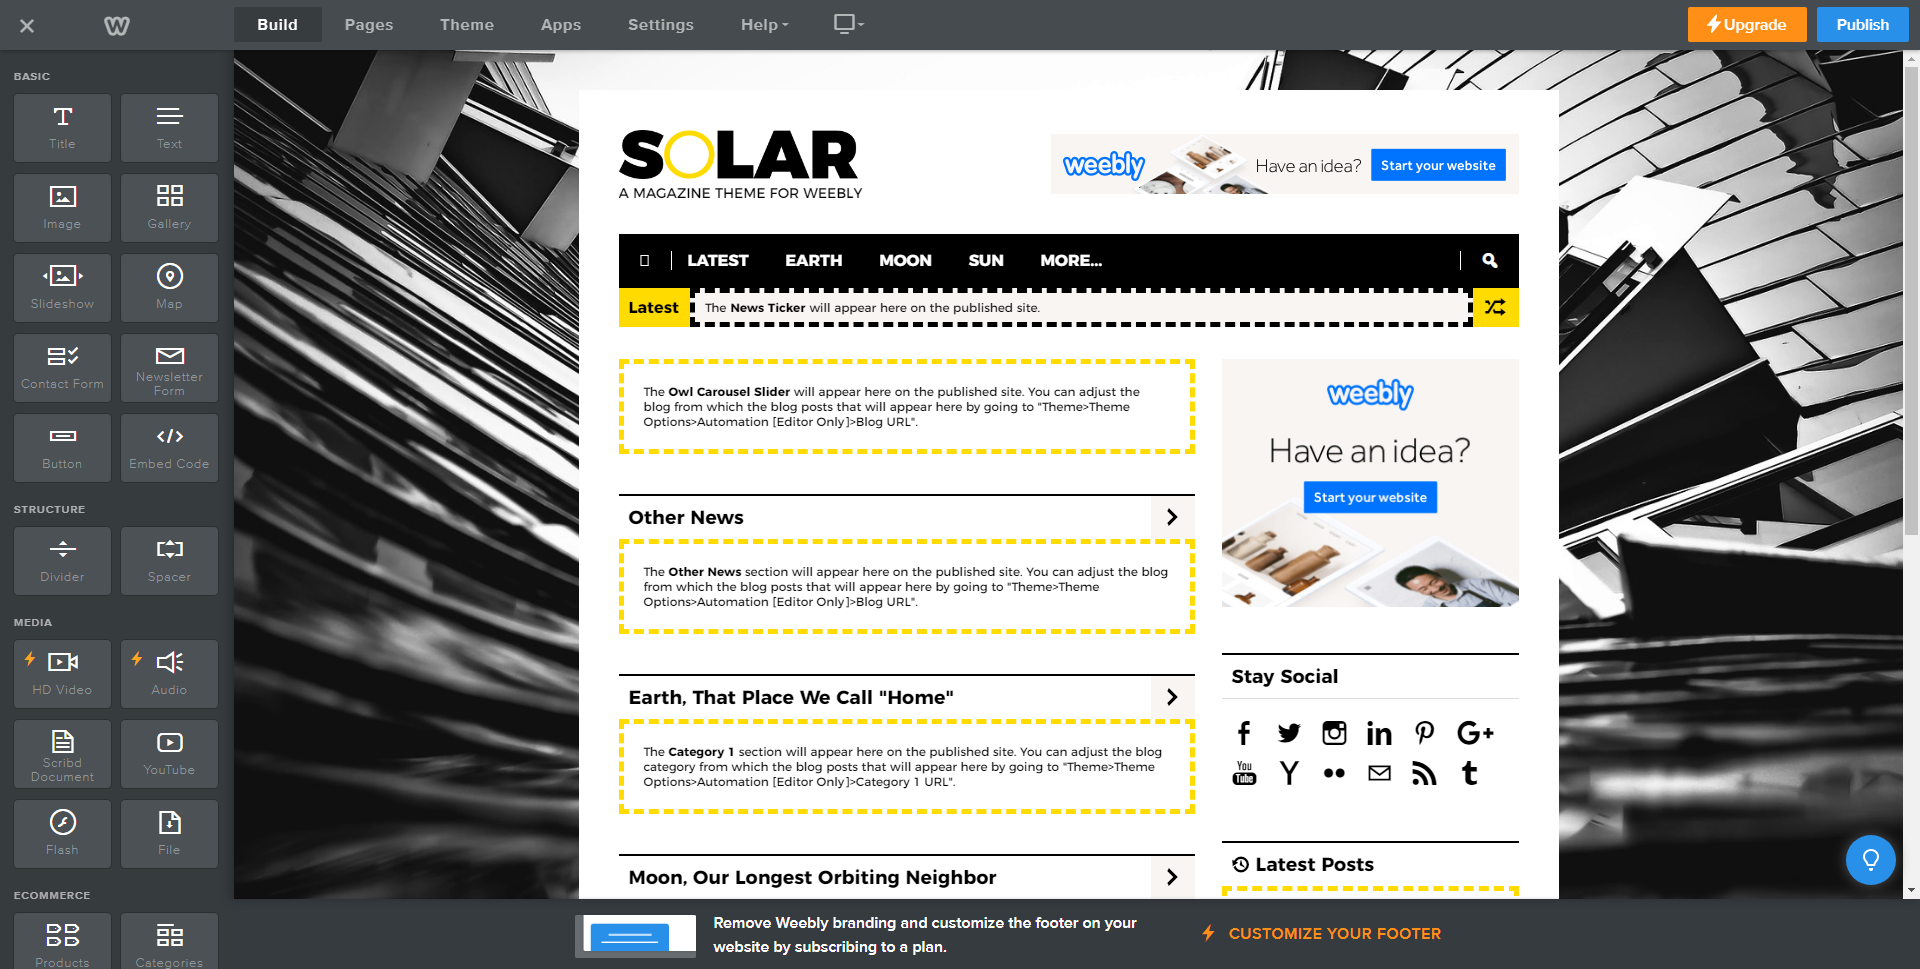 Build
Pages
Theme
Apps
Settings
Help
Upgrade
Publish
BASIC
Title
Text
Image
Gallery
Slideshow
Map
Contact Form
Newsletter
Form
Button
Embed Code
STRUCTURE
Divider
Spacer
MEDIA
HD Video
Audio
Scribd
Document
YouTube
Flash
File
ECOMMERCE
Products
Categories
SOLAR
A MAGAZINE THEME FOR WEEBLY
weebly
Have an idea?
Start your website
LATEST
EARTH
MOON
SUN
MORE...
Latest
The News Ticker will appear here on the published site.
The Owl Carousel Slider will appear here on the published site. You can adjust the
blog from which the blog posts that will appear here by going to "Theme>Theme
Options>Automation [Editor Only]>Blog URL".
Other News
The Other News section will appear here on the published site. You can adjust the blog
from which the blog posts that will appear here by going to "Theme>Theme
Options>Automation [Editor Only]>Blog URL".
Earth, That Place We Call "Home"
The Category 1 section will appear here on the published site. You can adjust the blog
category from which the blog posts that will appear here by going to "Theme>Theme
Options>Automation [Editor Only]>Category 1 URL".
Moon, Our Longest Orbiting Neighbor
weebly
Have an idea?
Start your website
Stay Social
You
Tube
Latest Posts
Remove Weebly branding and customize the footer on your
website by subscribing to a plan.
CUSTOMIZE YOUR FOOTER